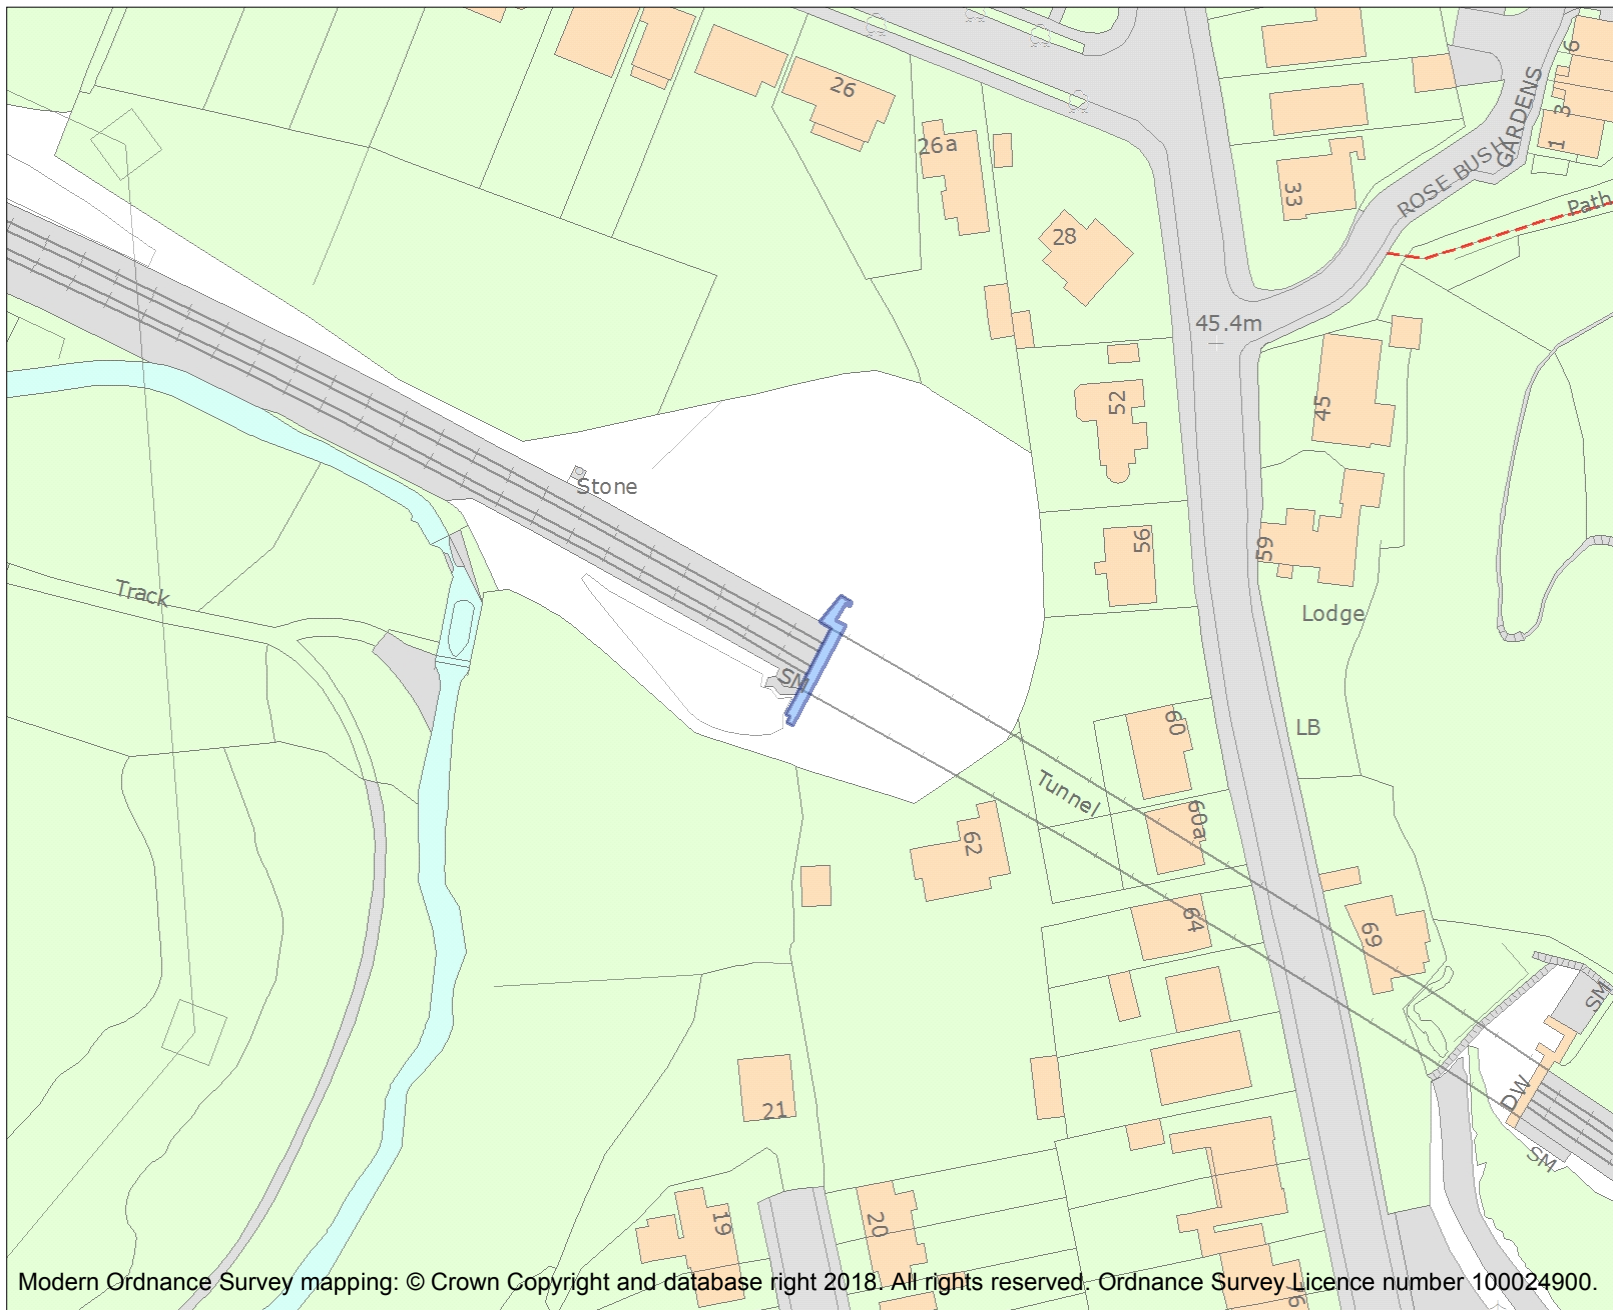 26
26a
28
33
ROSE BUSH
GARDENS
6
3
1
Path
45.4m
52
45
Stone
56
59
Track
Lodge
SM
60
LB
Tunnel
60a
62
64
69
SM
DW
SM
21
19
20
76
Modern Ordnance Survey mapping: © Crown Copyright and database right 2018. All rights reserved. Ordnance Survey Licence number 100024900.